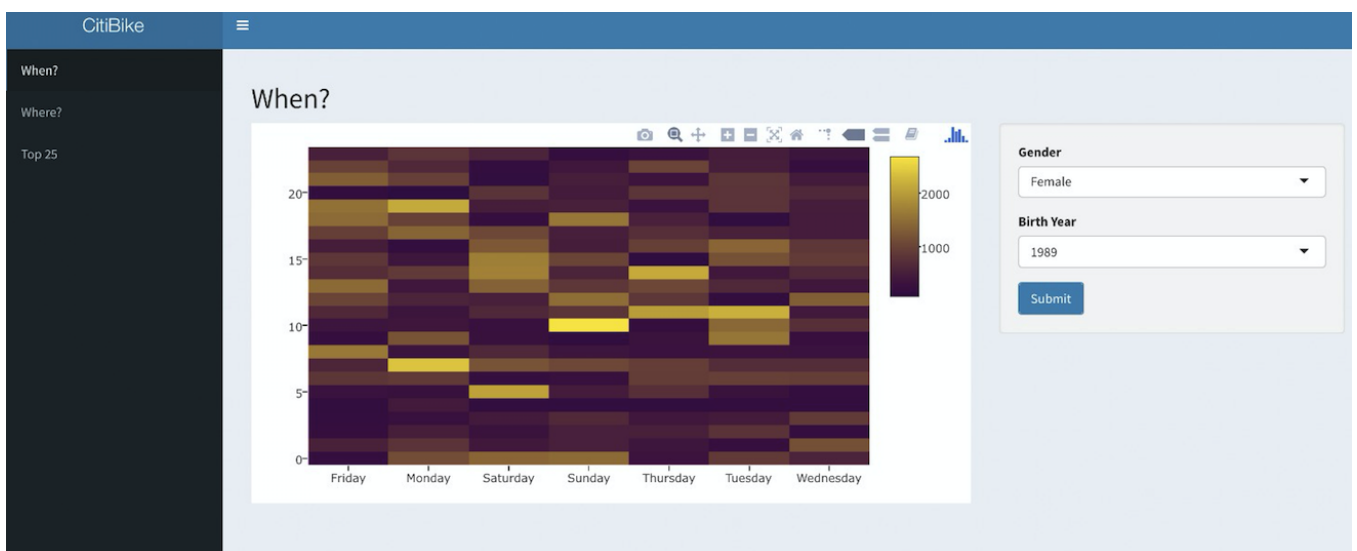 CitiBike
When?
Where?
Top 25
When?
20
15
10
5
0
Friday Monday Saturday Sunday Thursday Tuesday Wednesday
2000
1000
Gender
Female
Birth Year
1989
Submit